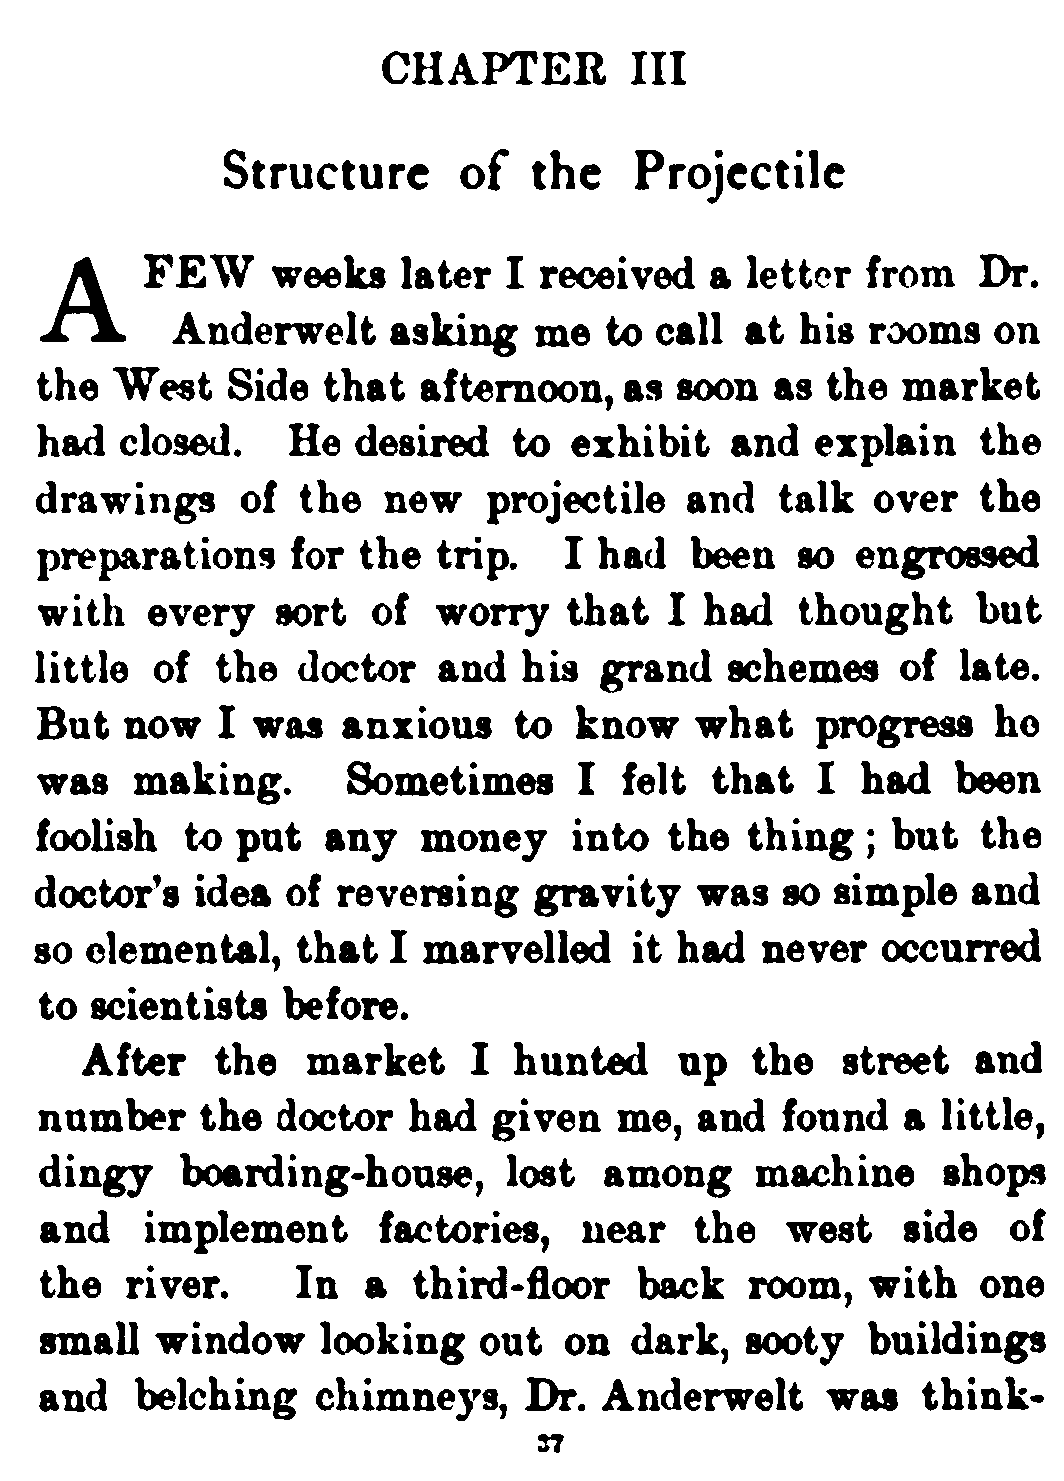 CHAPTER III
Structure of the Projectile
A FEW weeks later I received a letter from Dr.
Anderwelt asking me to call at his rooms on
the West Side that afternoon, as soon as the market
had closed. He desired to exhibit and explain the
drawings of the new projectile and talk over the
preparations for the trip. I had been so engrossed
with every sort of worry that I had thought but
little of the doctor and his grand schemes of late.
But now I was anxious to know what progress he
was making. Sometimes I felt that I had been
foolish to put any money into the thing; but the
doctor's idea of reversing gravity was so simple and
so elemental, that I marvelled it had never occurred
to scientists before.
After the market I hunted up the street and
number the doctor had given me, and found a little,
dingy boarding-house, lost among machine shops
and implement factories, near the west side of
the river. In a third-floor back room, with one
small window looking out on dark, sooty buildings
and belching chimneys, Dr. Anderwelt was think-
37